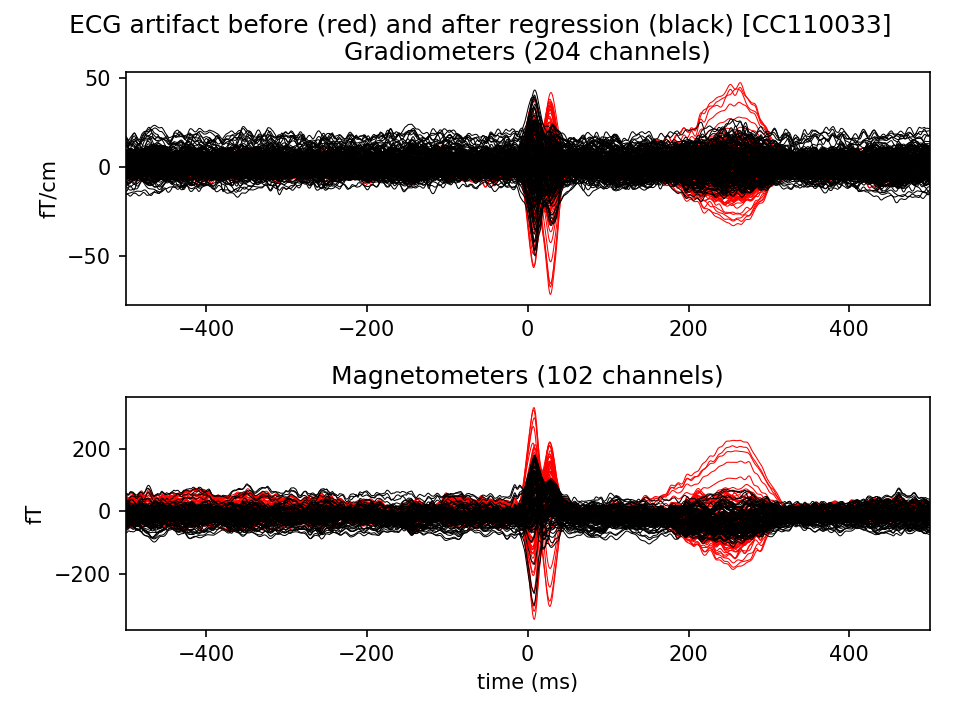 ECG artifact before (red) and after regression (black) [CC110033]
Gradiometers (204 channels)
50
0
−50
fT/cm
−400 −200 0 200 400
Magnetometers (102 channels)
200
0
−200
fT
−400 −200 0 200 400
time (ms)